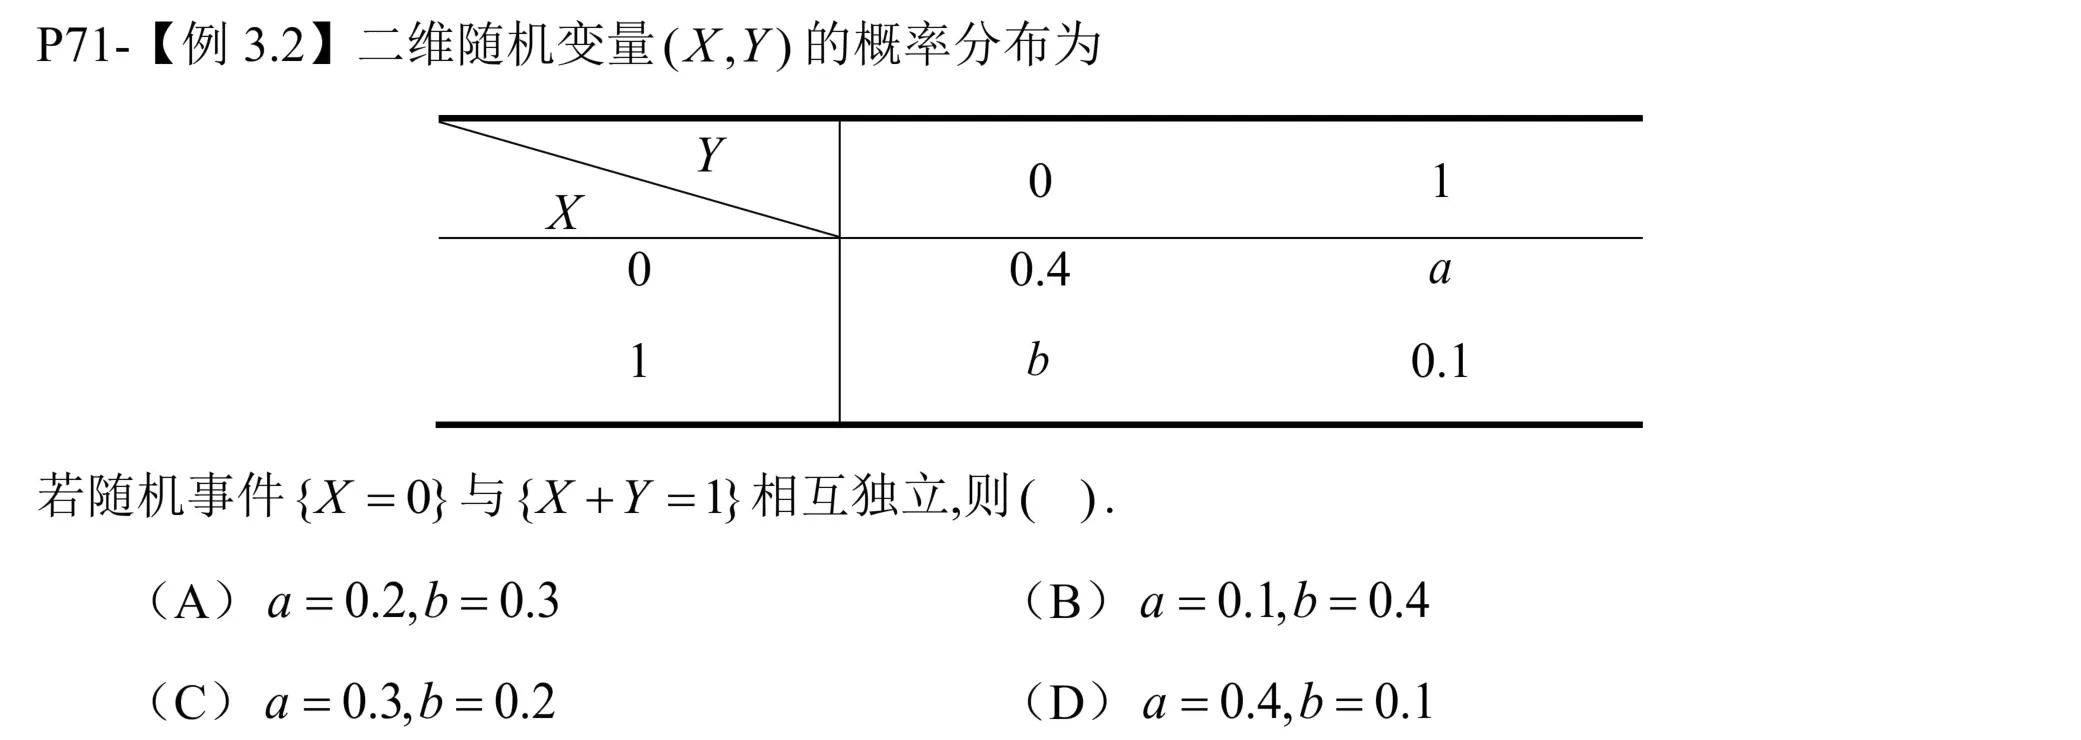 P71-【例 3.2】二维随机变量(X,Y)的概率分布为
Y
X
0 1
0 0.4 a
1 b 0.1
若随机事件{X=0}与{X+Y=1}相互独立,则( ).
（A）a=0.2,b=0.3 （B）a=0.1,b=0.4
（C）a=0.3,b=0.2 （D）a=0.4,b=0.1